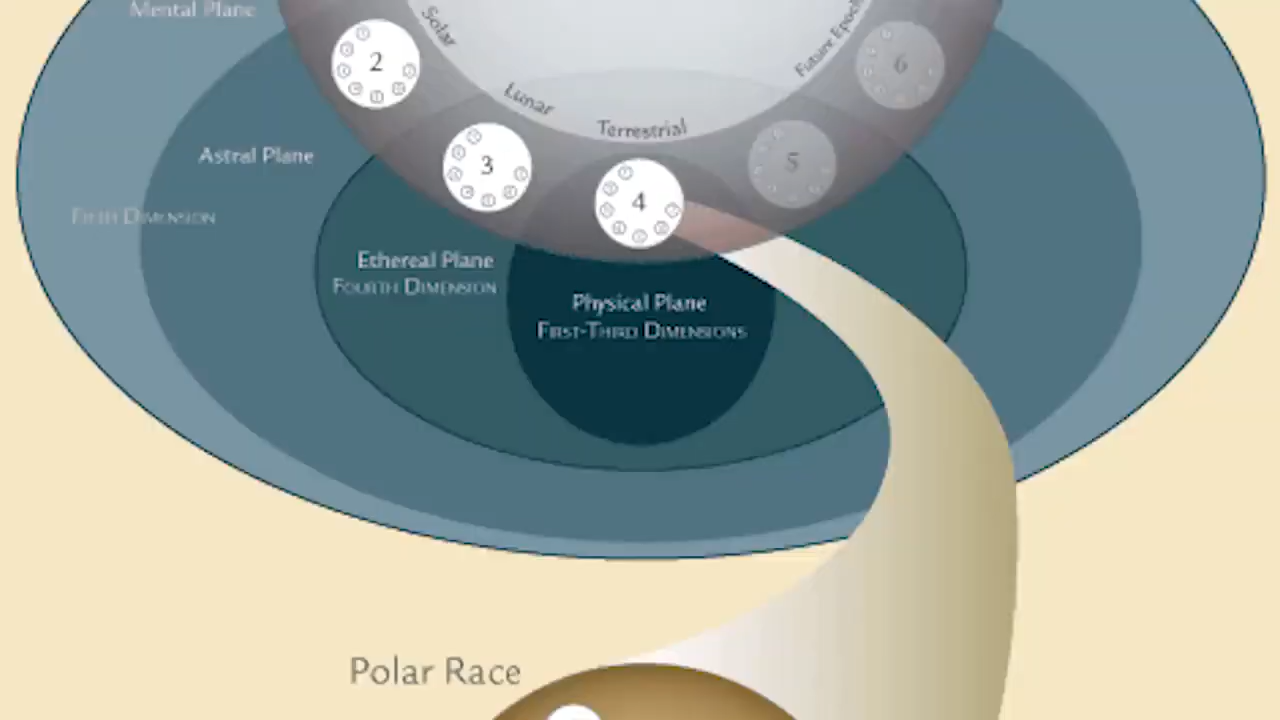 Mental Plane
Solar
Future Epoch
2
6
Lunar
Terrestrial
Astral Plane
3
5
4
Fifth Dimension
Ethereal Plane
Fourth Dimension
Physical Plane
First-Third Dimensions
Polar Race